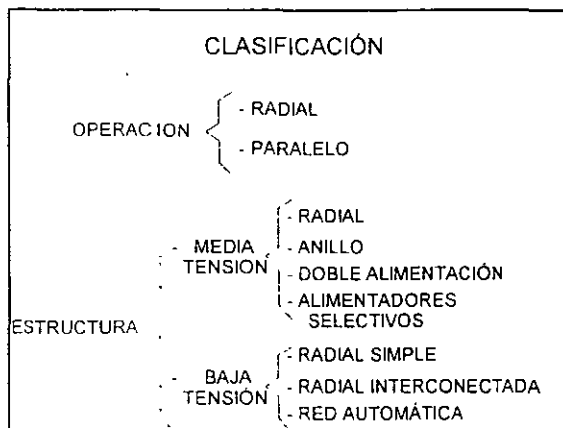 CLASIFICACIÓN
OPERACION
- RADIAL
- PARALELO
ESTRUCTURA
- MEDIA
TENSIÓN
- RADIAL
- ANILLO
- DOBLE ALIMENTACIÓN
- ALIMENTADORES
SELECTIVOS
- BAJA
TENSIÓN
- RADIAL SIMPLE
- RADIAL INTERCONECTADA
- RED AUTOMÁTICA